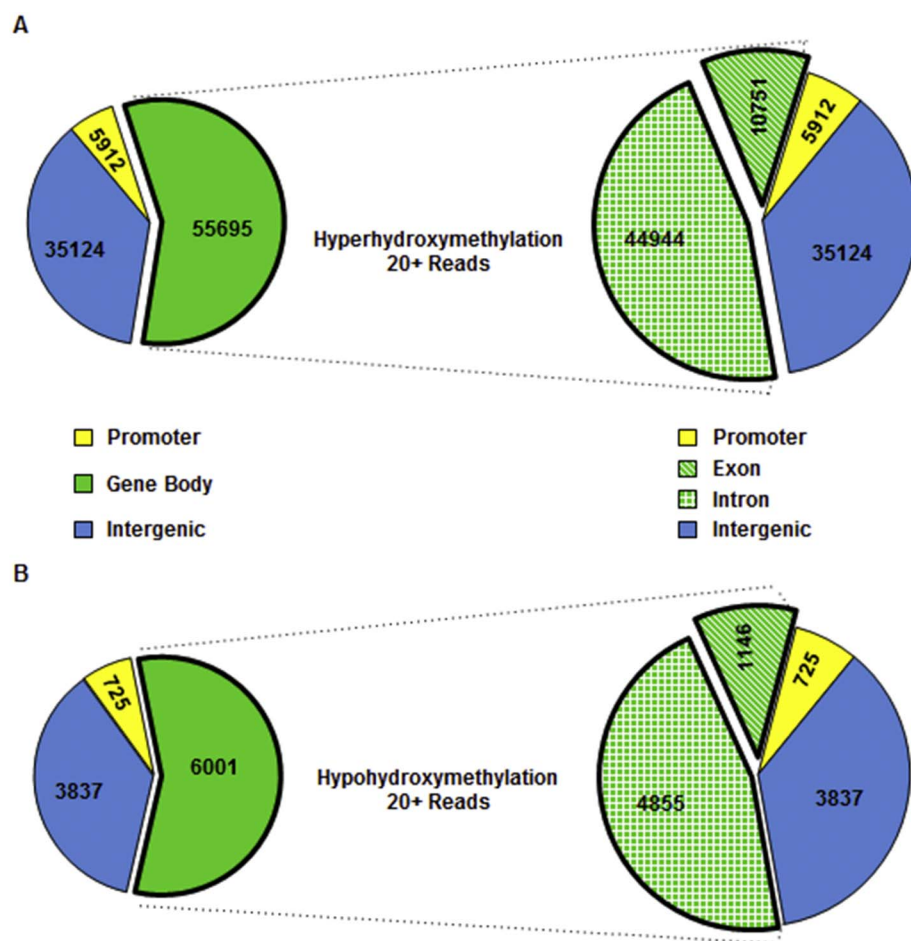 A
5912
35124
55695
Hyperhydroxymethylation
20+ Reads
10751
5912
44944
35124
Promoter
Gene Body
Intergenic
Promoter
Exon
Intron
Intergenic
B
725
3837
6001
Hypohydroxymethylation
20+ Reads
1146
725
4855
3837